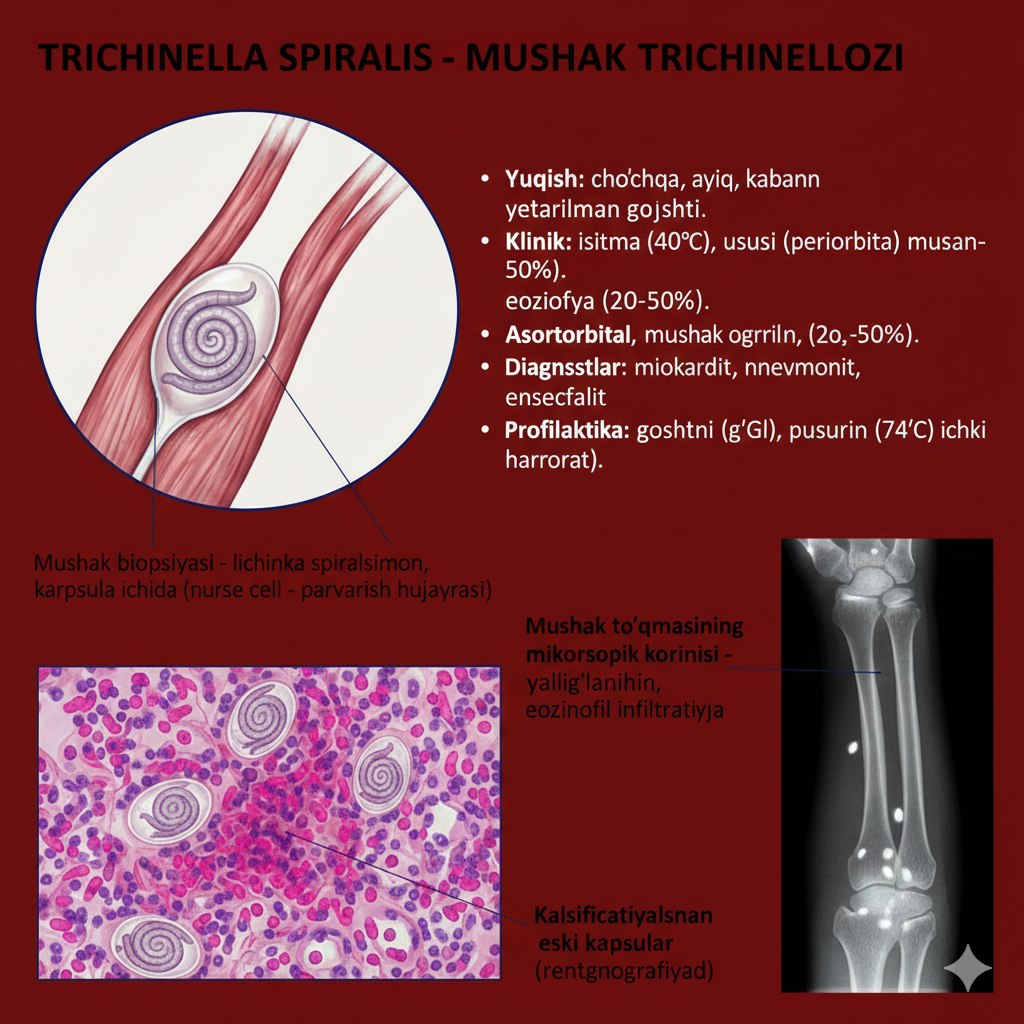 TRICHINELLA SPIRALIS - MUSHAK TRICHINELLOZI
• Yuqish: cho'chqa, ayiq, kabann
yetarilman gojshti.
• Klinik: isitma (40°C), ususi (periorbita) musan-
50%).
eoziofya (20-50%).
• Asortorbital, mushak ogrriln, (2o,-50%).
• Diagnsstlar: miokardit, nnevmonit,
ensecfalit
• Profilaktika: goshtni (g'Gl), pusurin (74'C) ichki
harrorat).
Mushak biopsiyasi - lichinka spiralsimon,
karpsula ichida (nurse cell - parvarish hujayrasi)
Mushak to'qmasining
mikorsopik korinisi -
yallig'lanihin,
eozinofil infiltratiyja
Kalsificatiyalsnan
eski kapsular
(rentgnografiyad)